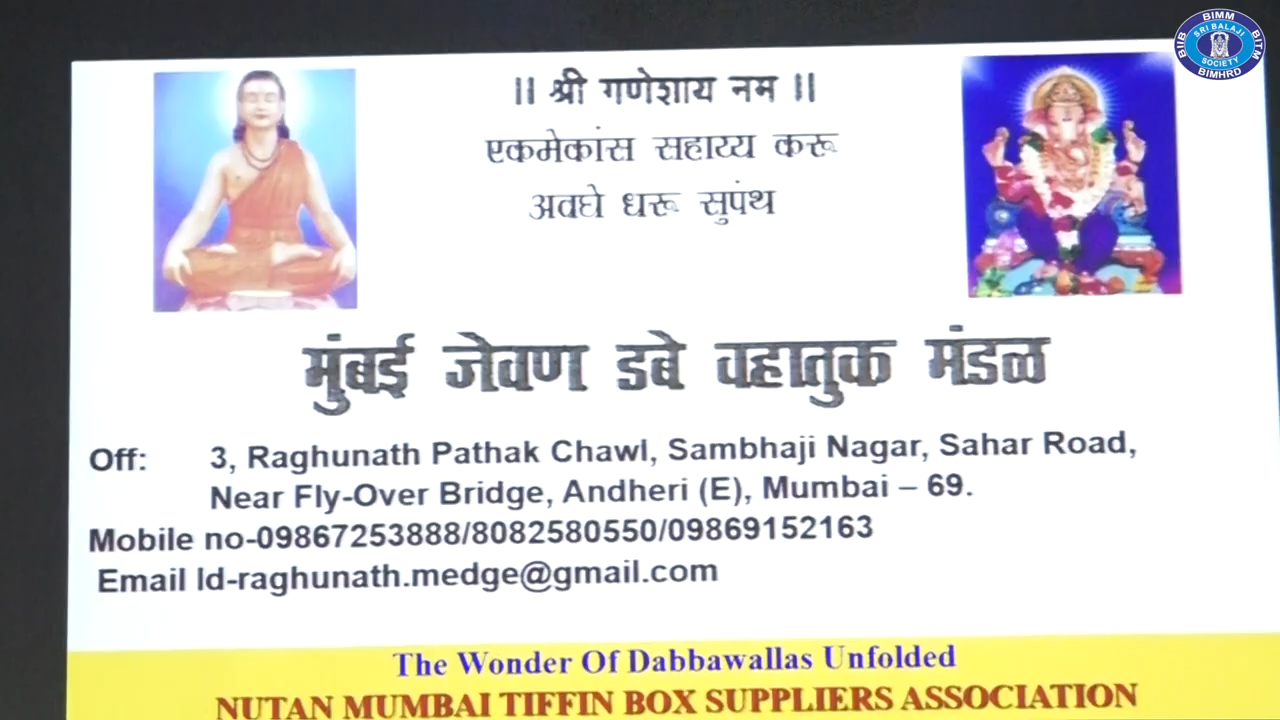 BIMM
BIIB
SRI BALAJI
SOCIETY
BITM
BIMHRD
|| श्री गणेशाय नम ||
एकमेकांस सहाय्य करू
अवघे धरू सुपंथ
मुंबई जेवण डबे वहातुक मंडळ
Off: 3, Raghunath Pathak Chawl, Sambhaji Nagar, Sahar Road,
Near Fly-Over Bridge, Andheri (E), Mumbai – 69.
Mobile no-09867253888/8082580550/09869152163
Email Id-raghunath.medge@gmail.com
The Wonder Of Dabbawallas Unfolded
NUTAN MUMBAI TIFFIN BOX SUPPLIERS ASSOCIATION